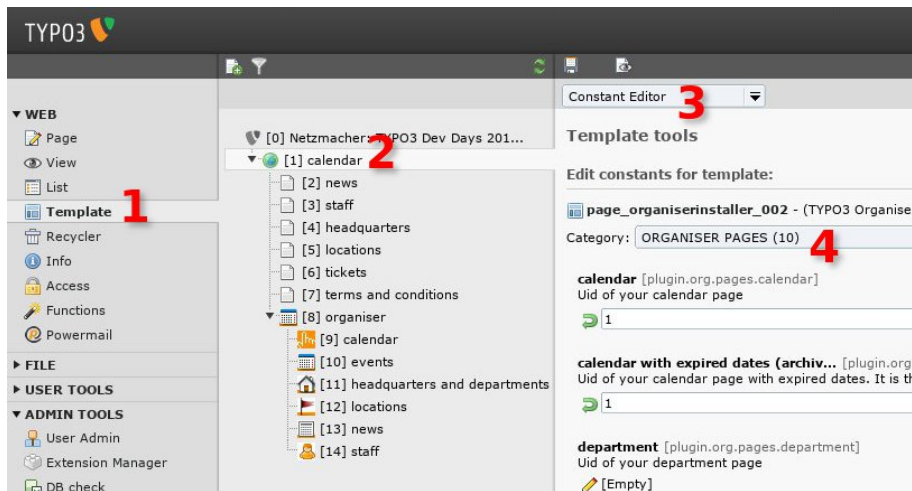 TYPO3
WEB
Page
View
List
Template
1
Recycler
Info
Access
Functions
Powermail
FILE
USER TOOLS
ADMIN TOOLS
User Admin
Extension Manager
DB check
[0] Netzmacher: TYPO3 Dev Days 201...
[1] calendar
2
[2] news
[3] staff
[4] headquarters
[5] locations
[6] tickets
[7] terms and conditions
[8] organiser
[9] calendar
[10] events
[11] headquarters and departments
[12] locations
[13] news
[14] staff
Constant Editor
3
Template tools
Edit constants for template:
page_organiserinstaller_002 - (TYPO3 Organise
Category: ORGANISER PAGES (10)
4
calendar [plugin.org.pages.calendar]
Uid of your calendar page
1
calendar with expired dates (archiv... [plugin.org
Uid of your calendar page with expired dates. It is th
1
department [plugin.org.pages.department]
Uid of your department page
[Empty]